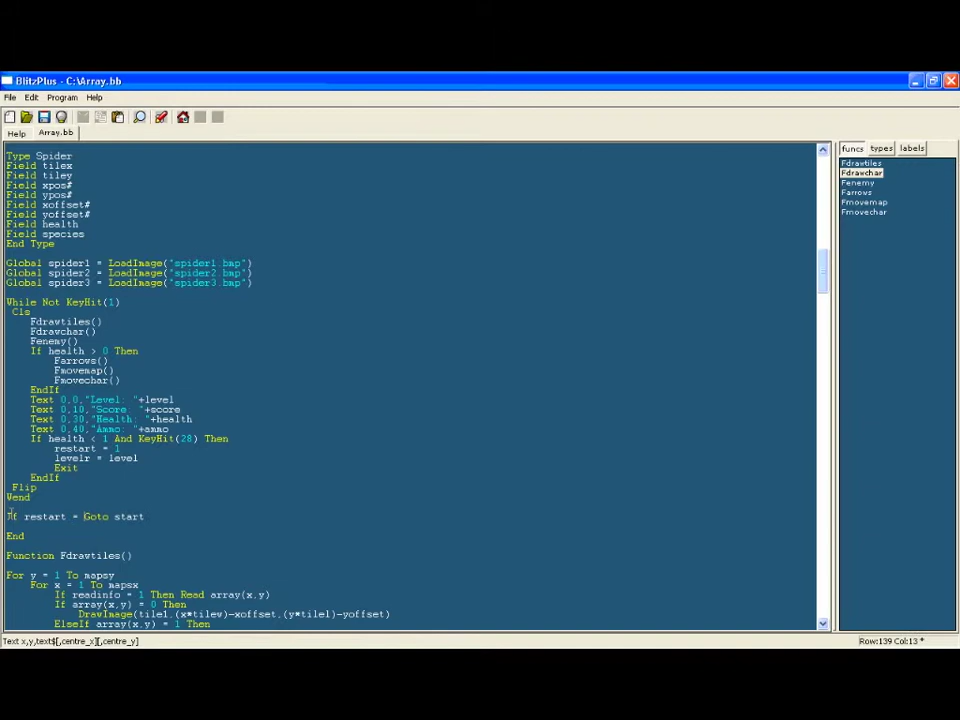 BlitzPlus - C:\Array.bb
File Edit Program Help
Help Array.bb
funcs types labels
Type Spider
Field tilex
Field tiley
Field xpos#
Field ypos#
Field xoffset#
Field yoffset#
Field health
Field species
End Type
Global spider1 = LoadImage("spider1.bmp")
Global spider2 = LoadImage("spider2.bmp")
Global spider3 = LoadImage("spider3.bmp")
While Not KeyHit(1)
Cls
Fdrawtiles()
Fdrawchar()
Fenemy()
If health > 0 Then
Farrows()
Fmovemap()
Fmovechar()
EndIf
Text 0,0,"Level: "+level
Text 0,10,"Score: "+score
Text 0,30,"Health: "+health
Text 0,40,"Ammo: "+ammo
If health < 1 And KeyHit(28) Then
restart = 1
levelr = level
Exit
EndIf
Flip
Wend
If restart = Goto start
End
Function Fdrawtiles()
For y = 1 To mapsy
For x = 1 To mapsx
If readinfo = 1 Then Read array(x,y)
If array(x,y) = 0 Then
DrawImage(tile1,(x*tilew)-xoffset,(y*tilel)-yoffset)
ElseIf array(x,y) = 1 Then
Fdrawtiles
Fdrawchar
Fenemy
Farrows
Fmovemap
Fmovechar
Text x,y,text$[,centre_x][,centre_y]
Row:139 Col:13 *